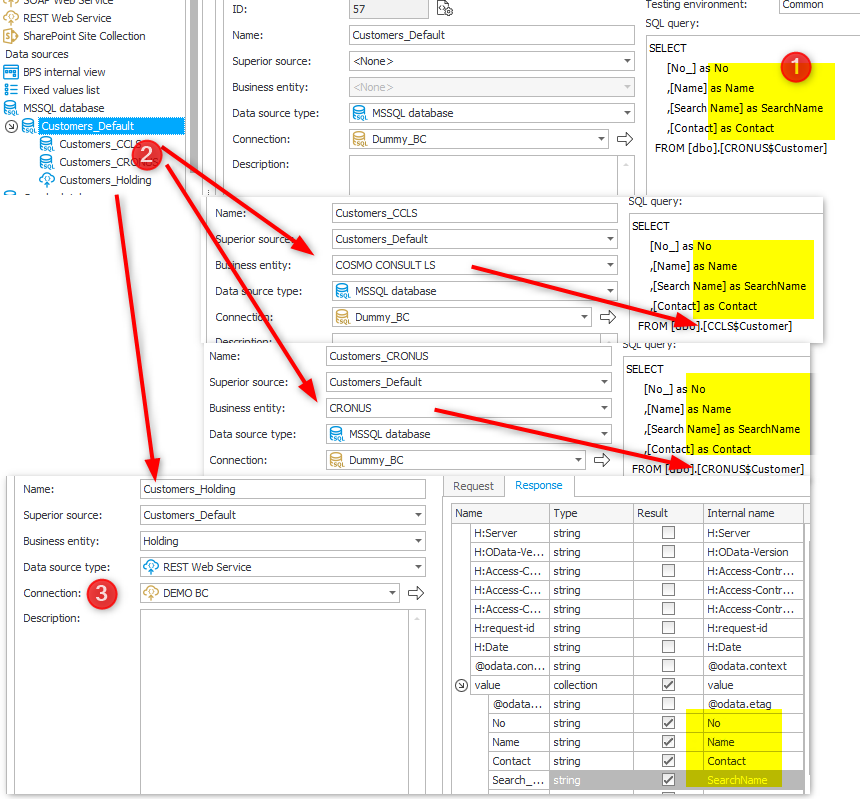 SOAP Web Service
REST Web Service
SharePoint Site Collection
Data sources
BPS internal view
Fixed values list
MSSQL database
Customers_Default
Customers_CCLS
Customers_CRONUS
Customers_Holding
2
ID:
57
Name:
Customers_Default
Superior source:
<None>
Business entity:
<None>
Data source type:
MSSQL database
Connection:
Dummy_BC
Description:
Testing environment:
Common
SQL query:
1
SELECT
[No_] as No
,[Name] as Name
,[Search Name] as SearchName
,[Contact] as Contact
FROM [dbo].[CRONUS$Customer]
Name:
Customers_CCLS
Superior source:
Customers_Default
Business entity:
COSMO CONSULT LS
Data source type:
MSSQL database
Connection:
Dummy_BC
Description:
SQL query:
SELECT
[No_] as No
,[Name] as Name
,[Search Name] as SearchName
,[Contact] as Contact
FROM [dbo].[CCLS$Customer]
Name:
Customers_CRONUS
Superior source:
Customers_Default
Business entity:
CRONUS
Data source type:
MSSQL database
Connection:
Dummy_BC
SQL query:
SELECT
[No_] as No
,[Name] as Name
,[Search Name] as SearchName
,[Contact] as Contact
FROM [dbo].[CRONUS$Customer]
Name:
Customers_Holding
Superior source:
Customers_Default
Business entity:
Holding
Data source type:
REST Web Service
Connection:
3
DEMO BC
Description:
Request Response
Name Type Result Internal name
H:Server string H:Server
H:OData-Ve... string H:OData-Version
H:Access-C... string H:Access-Contr...
H:Access-C... string H:Access-Contr...
H:Access-C... string H:Access-Contr...
H:request-id string H:request-id
H:Date string H:Date
@odata.con... string @odata.context
value collection value
@odata... string @odata.etag
No string No
Name string Name
Contact string Contact
Search_... string SearchName